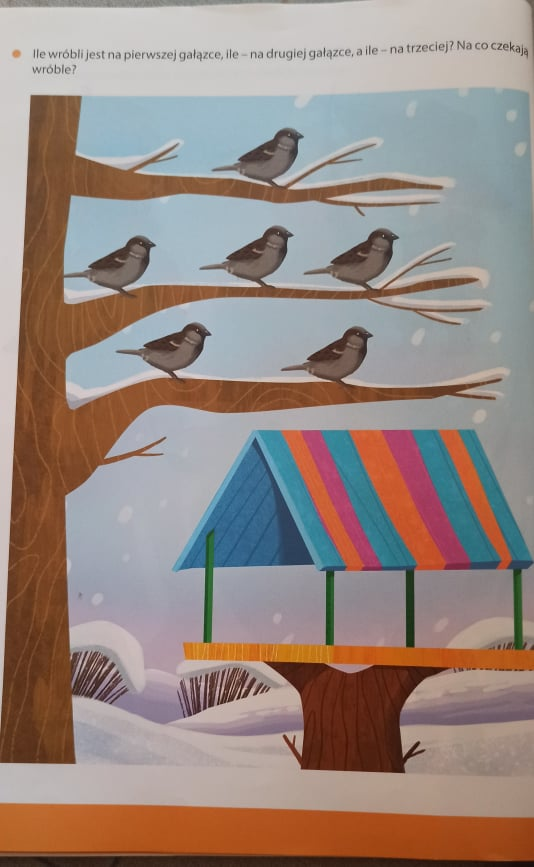 Ile wróbli jest na pierwszej gałązce, ile – na drugiej gałązce, a ile – na trzeciej? Na co czekają
wróble?